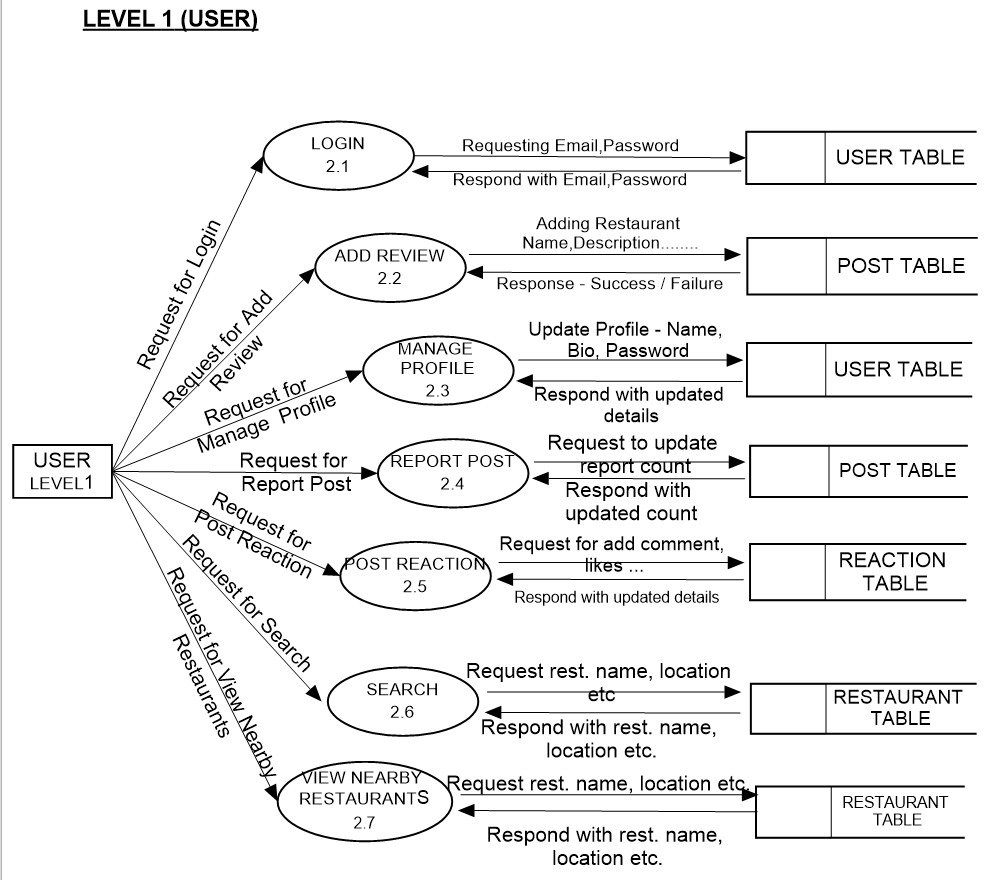 LEVEL 1 (USER)
LOGIN
2.1
Requesting Email,Password
Respond with Email,Password
USER TABLE
Request for Login
ADD REVIEW
2.2
Adding Restaurant
Name,Description........
Response - Success / Failure
POST TABLE
Request for Add
Review
MANAGE
PROFILE
2.3
Update Profile - Name,
Bio, Password
Respond with updated
details
USER TABLE
Request for
Manage Profile
USER
LEVEL1
Request for
Report Post
REPORT POST
2.4
Request to update
report count
Respond with
updated count
POST TABLE
Request for
Post Reaction
POST REACTION
2.5
Request for add comment,
likes ...
Respond with updated details
REACTION
TABLE
Request for Search
SEARCH
2.6
Request rest. name, location
etc
Respond with rest. name,
location etc.
RESTAURANT
TABLE
Request for View Nearby
Restaurants
VIEW NEARBY
RESTAURANTS
2.7
Request rest. name, location etc.
Respond with rest. name,
location etc.
RESTAURANT
TABLE